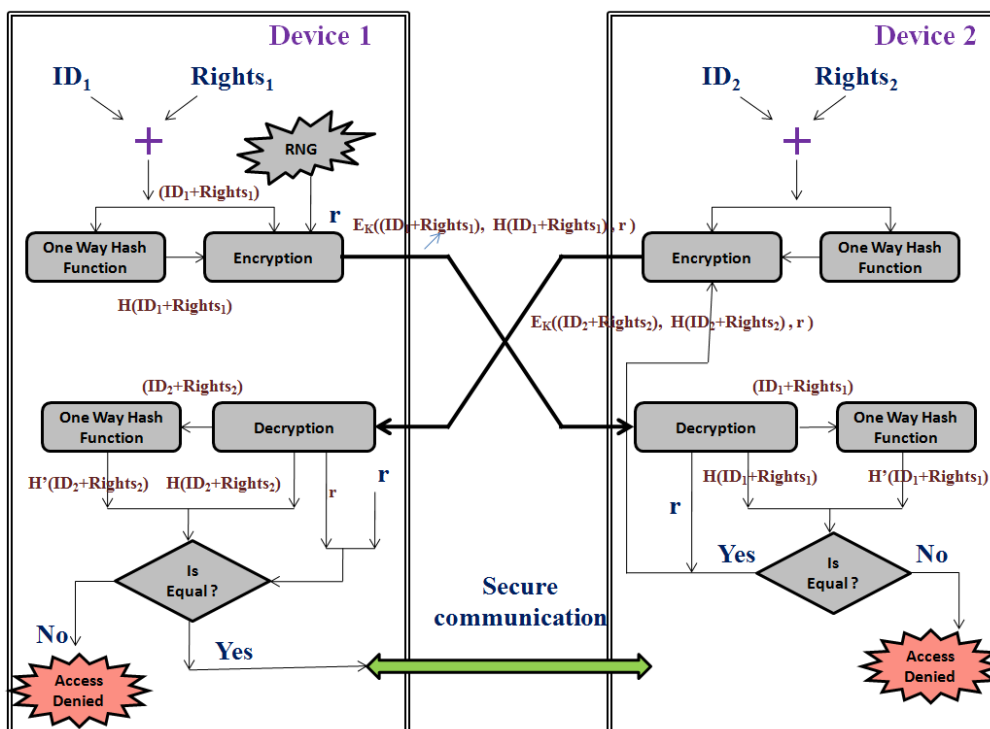 Device 1
ID₁
Rights₁
+
RNG
(ID₁+Rights₁)
r
One Way Hash
Function
Encryption
H(ID₁+Rights₁)
E_K((ID₁+Rights₁), H(ID₁+Rights₁), r )
Device 2
ID₂
Rights₂
+
Encryption
One Way Hash
Function
E_K((ID₂+Rights₂), H(ID₂+Rights₂), r )
(ID₂+Rights₂)
One Way Hash
Function
Decryption
H’(ID₂+Rights₂)
H(ID₂+Rights₂)
r
r
Is
Equal ?
No
Yes
Access
Denied
(ID₁+Rights₁)
Decryption
One Way Hash
Function
H(ID₁+Rights₁)
H’(ID₁+Rights₁)
r
Yes
Is
Equal ?
No
Access
Denied
Secure
communication